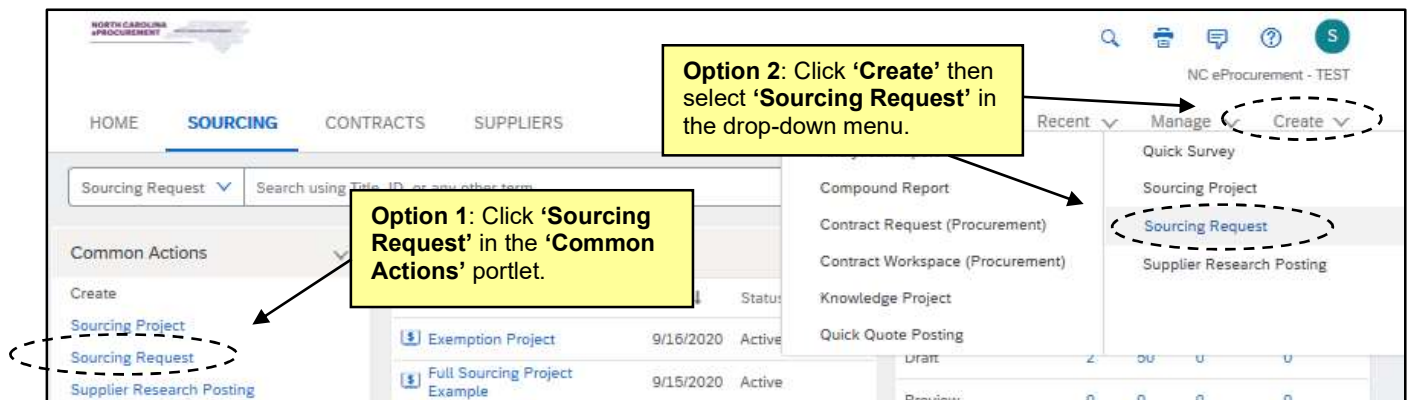 NORTH CAROLINA
ePROCUREMENT
S
NC eProcurement - TEST
HOME SOURCING CONTRACTS SUPPLIERS
Recent Manage Create
Option 2: Click ‘Create’ then
select ‘Sourcing Request’ in
the drop-down menu.
Sourcing Request Search using Title, ID, or any other term
Option 1: Click ‘Sourcing
Request’ in the ‘Common
Actions’ portlet.
Compound Report
Contract Request (Procurement)
Contract Workspace (Procurement)
Knowledge Project
Quick Quote Posting
Quick Survey
Sourcing Project
Sourcing Request
Supplier Research Posting
Common Actions
Create
Sourcing Project
Sourcing Request
Supplier Research Posting
Status
Exemption Project 9/16/2020 Active
Full Sourcing Project
Example 9/15/2020 Active
Draft 2 50 0 0
Preview 0 0 0 0